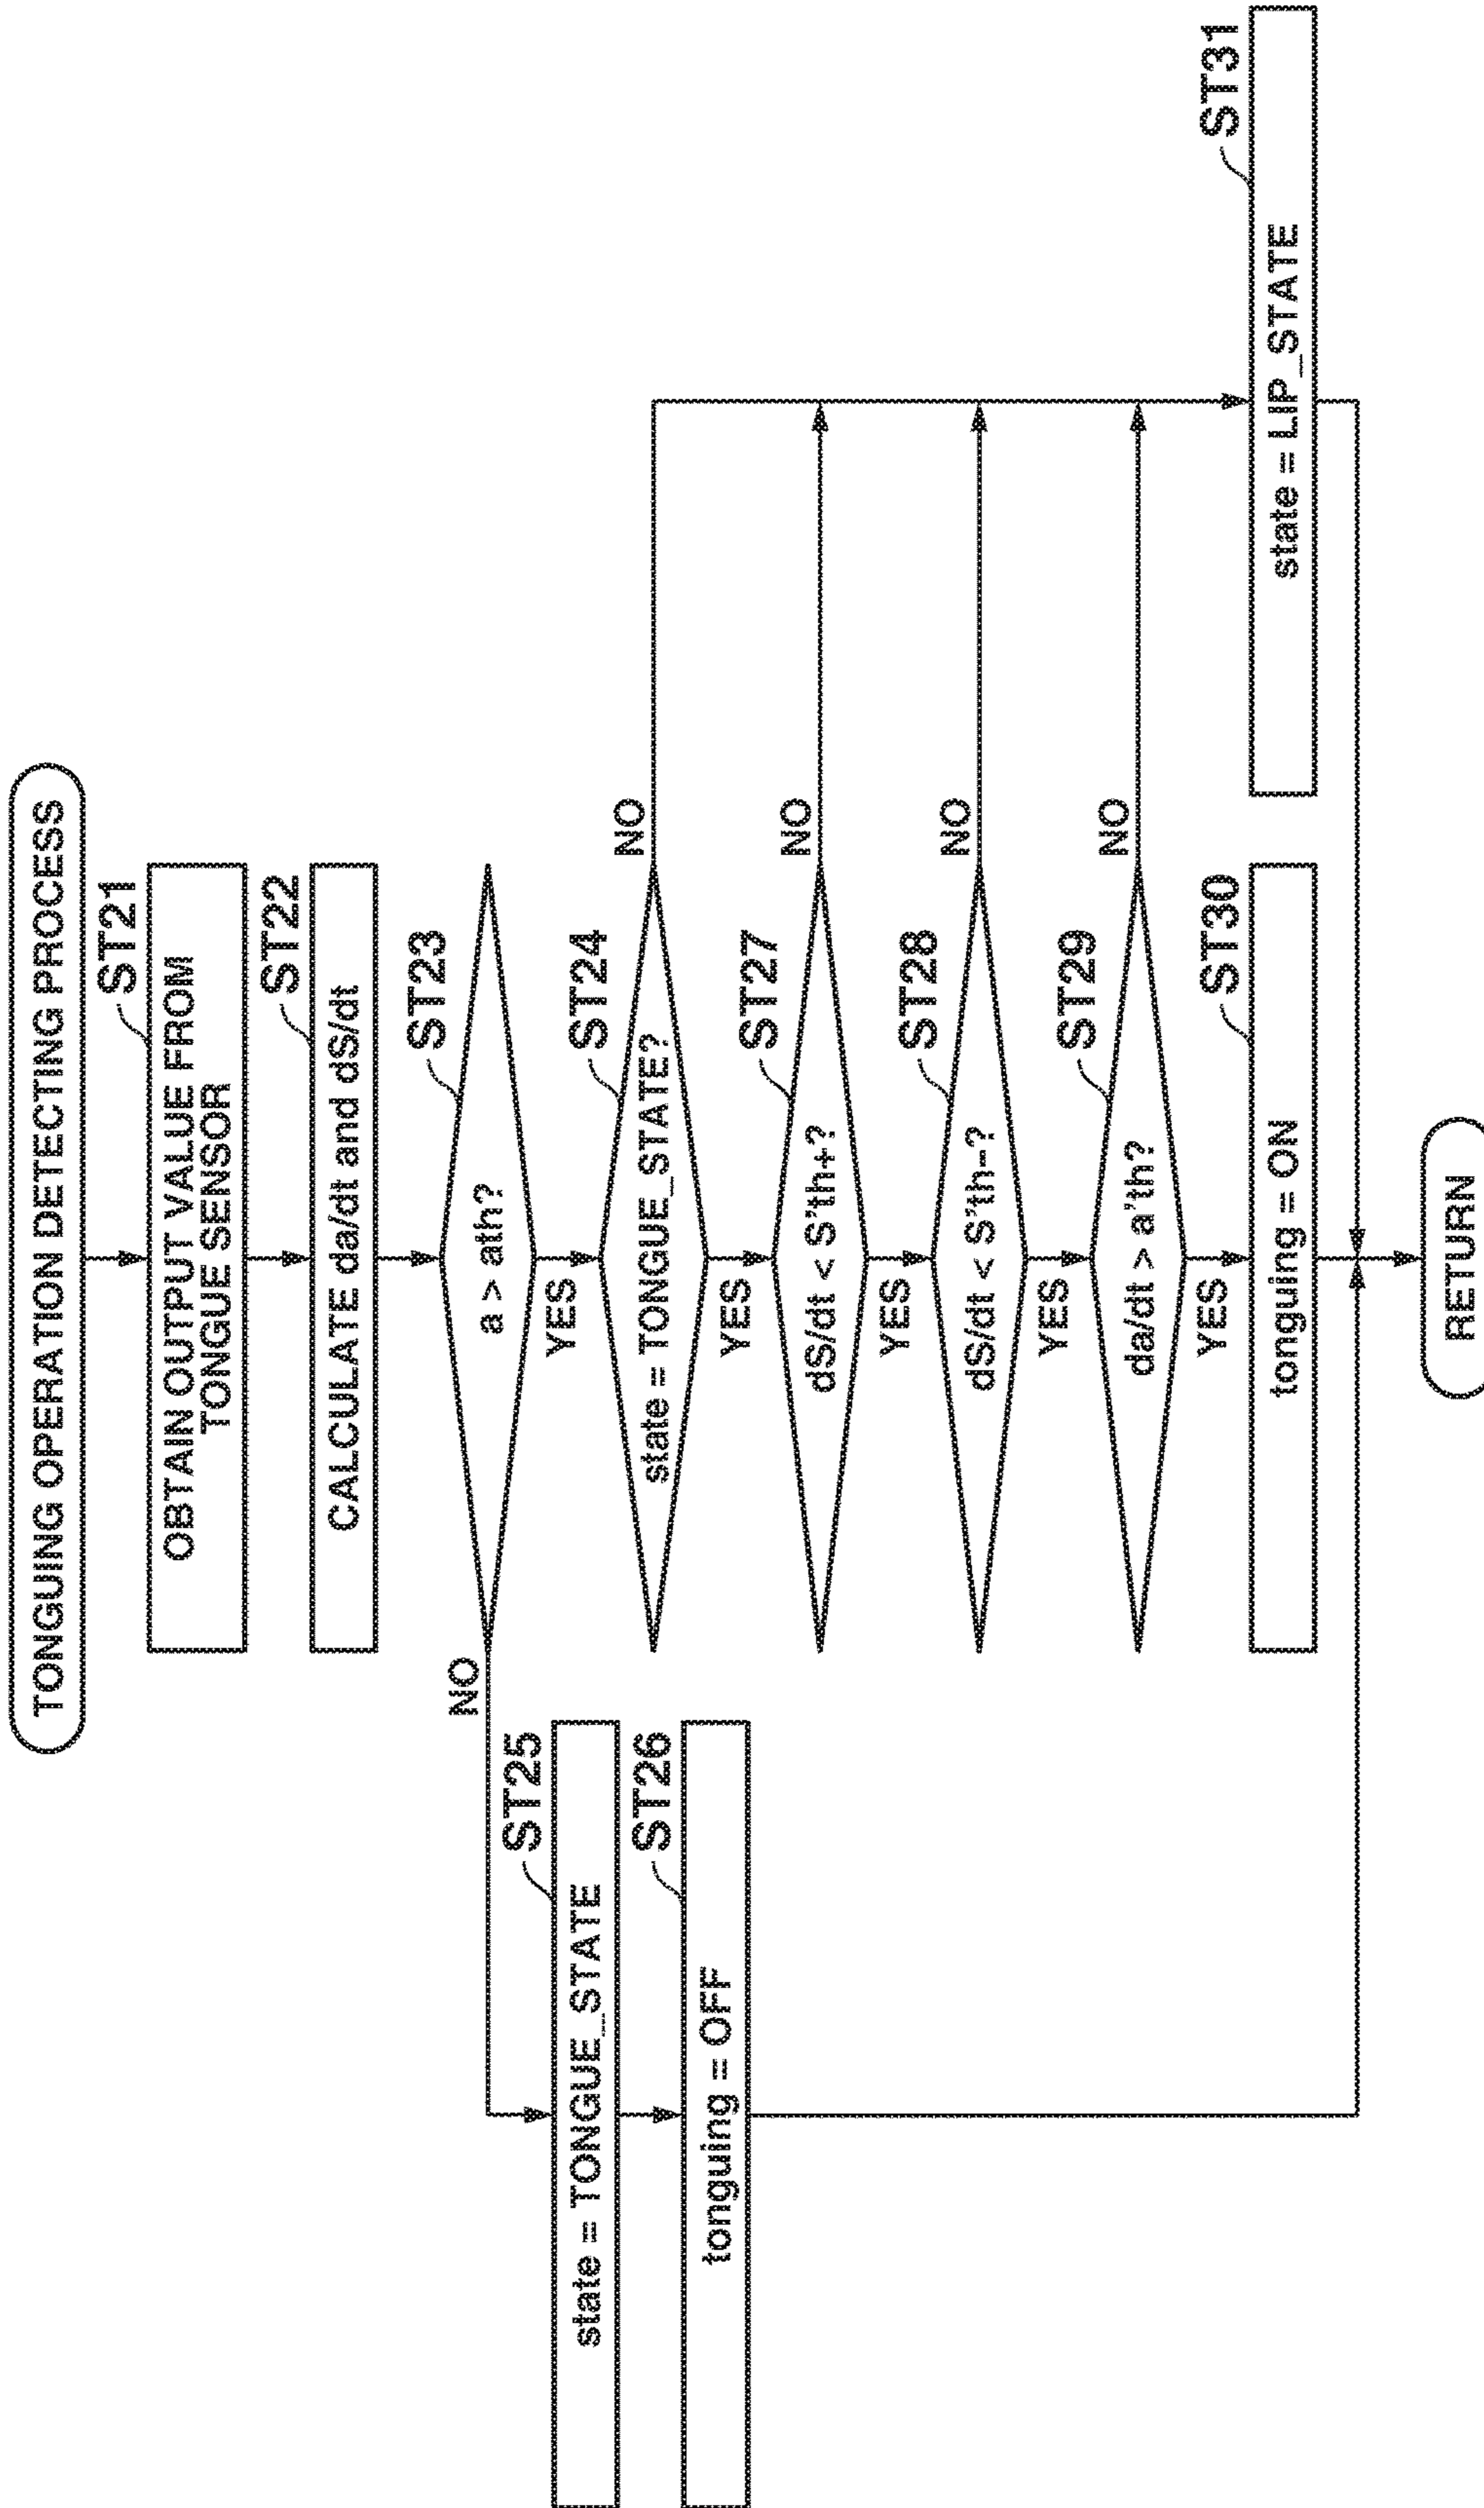 TONGUING OPERATION DETECTING PROCESS
ST21
OBTAIN OUTPUT VALUE FROM
TONGUE SENSOR
ST22
CALCULATE da/dt and dS/dt
ST23
a > ath?
NO
YES
ST25
state = TONGUE_STATE
ST26
tonguing = OFF
ST24
state = TONGUE_STATE?
NO
YES
ST27
dS/dt < S'th+?
NO
YES
ST28
dS/dt < S'th−?
NO
YES
ST29
da/dt > a'th?
NO
YES
ST30
tonguing = ON
ST31
state = LIP_STATE
RETURN